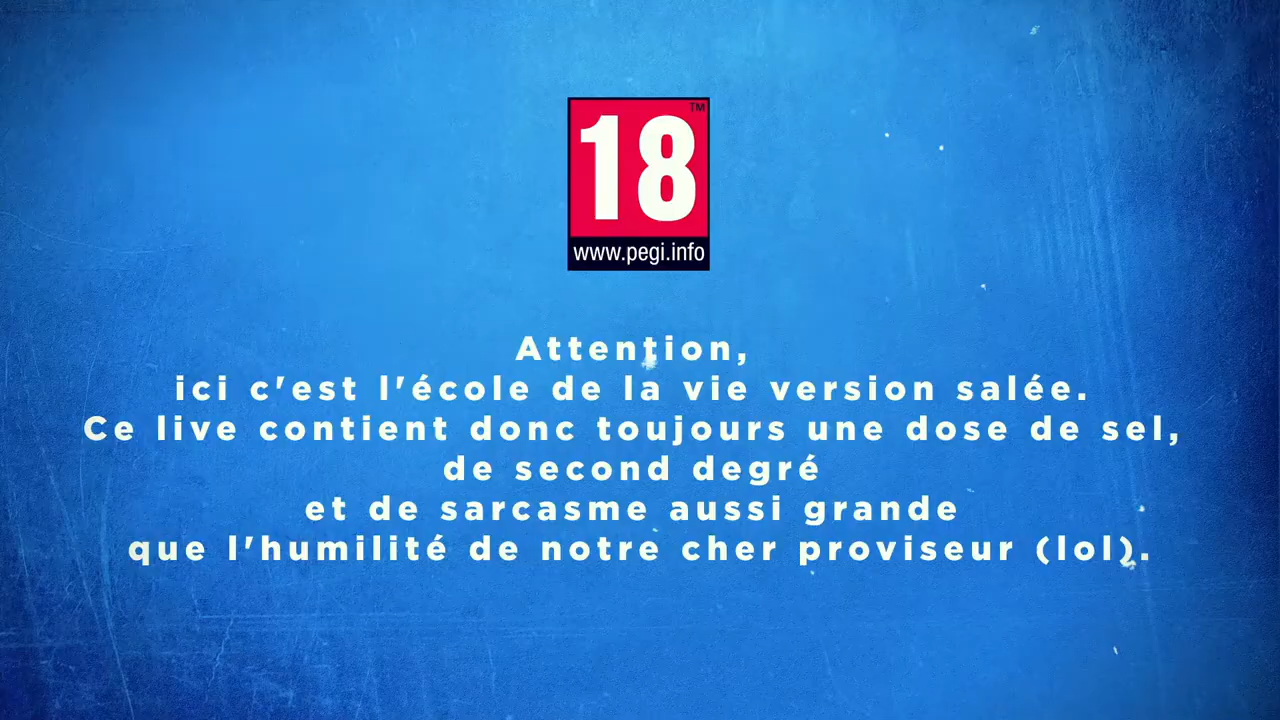 18
TM
www.pegi.info
Attention,
ici c'est l'école de la vie version salée.
Ce live contient donc toujours une dose de sel,
de second degré
et de sarcasme aussi grande
que l'humilité de notre cher proviseur (lol).